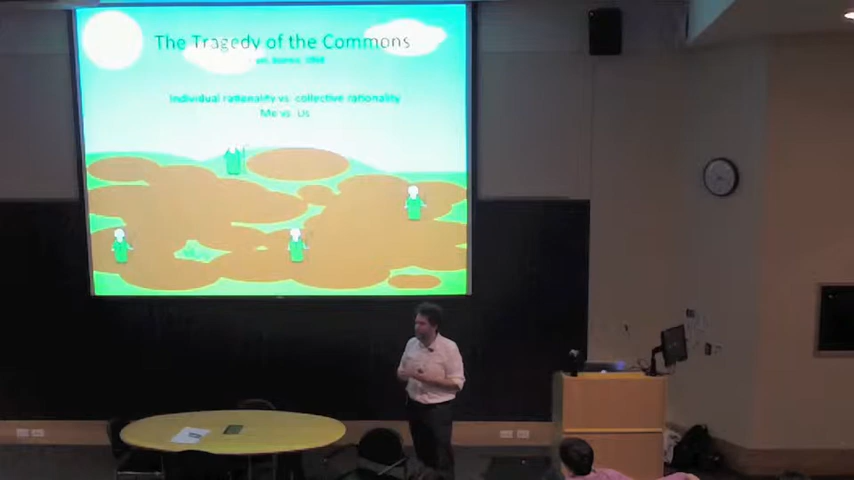 The Tragedy of the Commons
Individual rationality vs. collective rationality
Me vs. Us